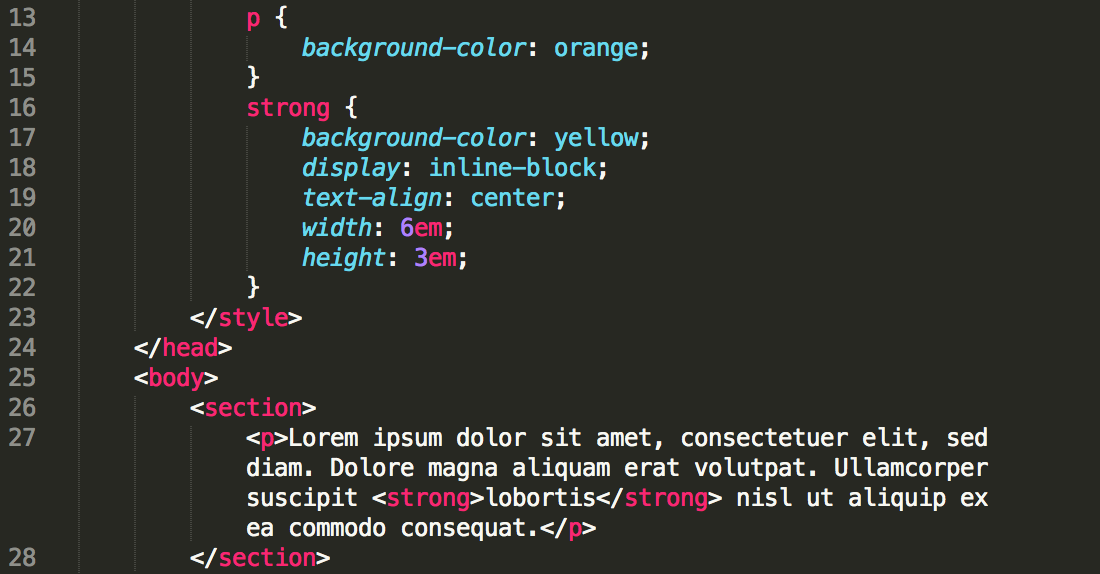 13 p {
14 background-color: orange;
15 }
16 strong {
17 background-color: yellow;
18 display: inline-block;
19 text-align: center;
20 width: 6em;
21 height: 3em;
22 }
23 </style>
24 </head>
25 <body>
26 <section>
27 <p>Lorem ipsum dolor sit amet, consectetuer elit, sed
diam. Dolore magna aliquam erat volutpat. Ullamcorper
suscipit <strong>lobortis</strong> nisl ut aliquip ex
ea commodo consequat.</p>
28 </section>